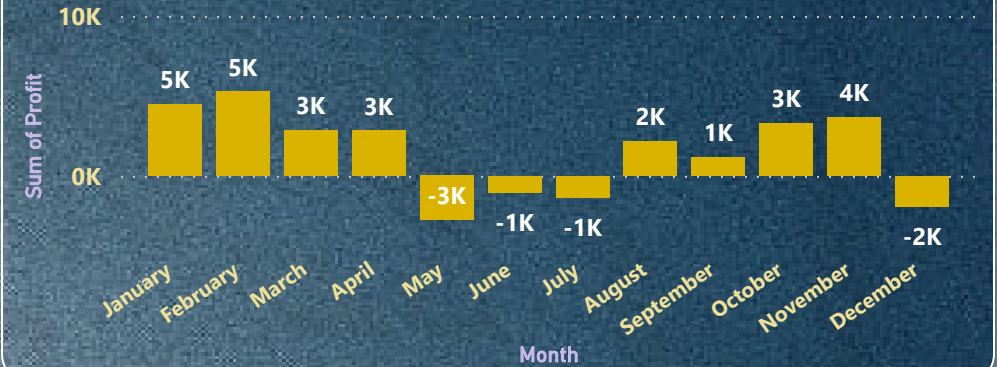 10K
0K
Sum of Profit
5K
5K
3K
3K
-3K
-1K
-1K
2K
1K
3K
4K
-2K
January
February
March
April
May
June
July
August
September
October
November
December
Month